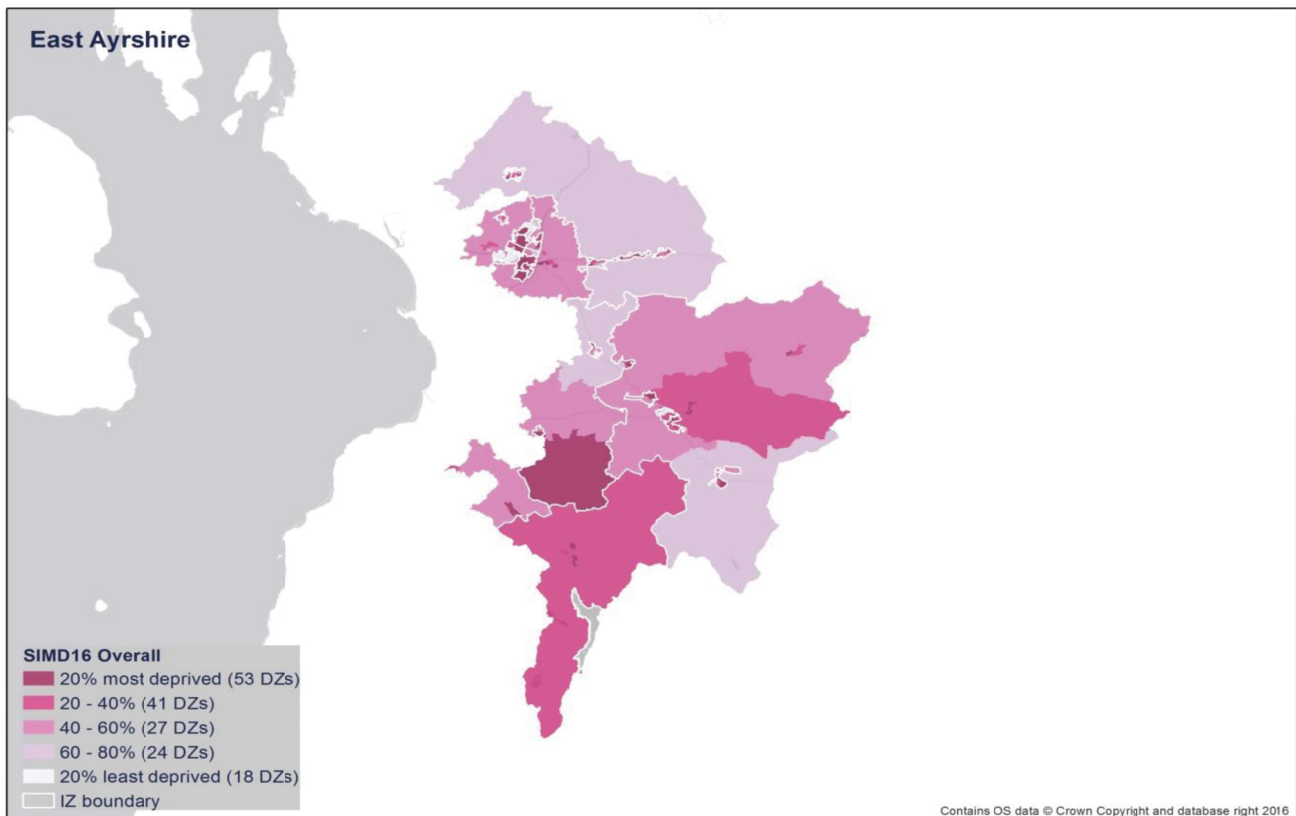 East Ayrshire
SIMD16 Overall
20% most deprived (53 DZs)
20 - 40% (41 DZs)
40 - 60% (27 DZs)
60 - 80% (24 DZs)
20% least deprived (18 DZs)
IZ boundary
Contains OS data © Crown Copyright and database right 2016